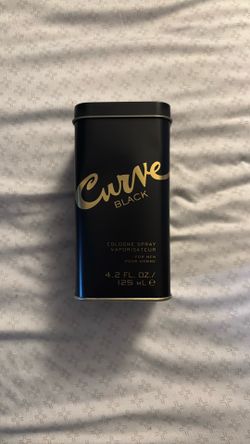 Curve
BLACK
COLOGNE SPRAY
VAPORISATEUR
FOR MEN
POUR HOMME
4.2 FL. OZ./
125 mL ℮